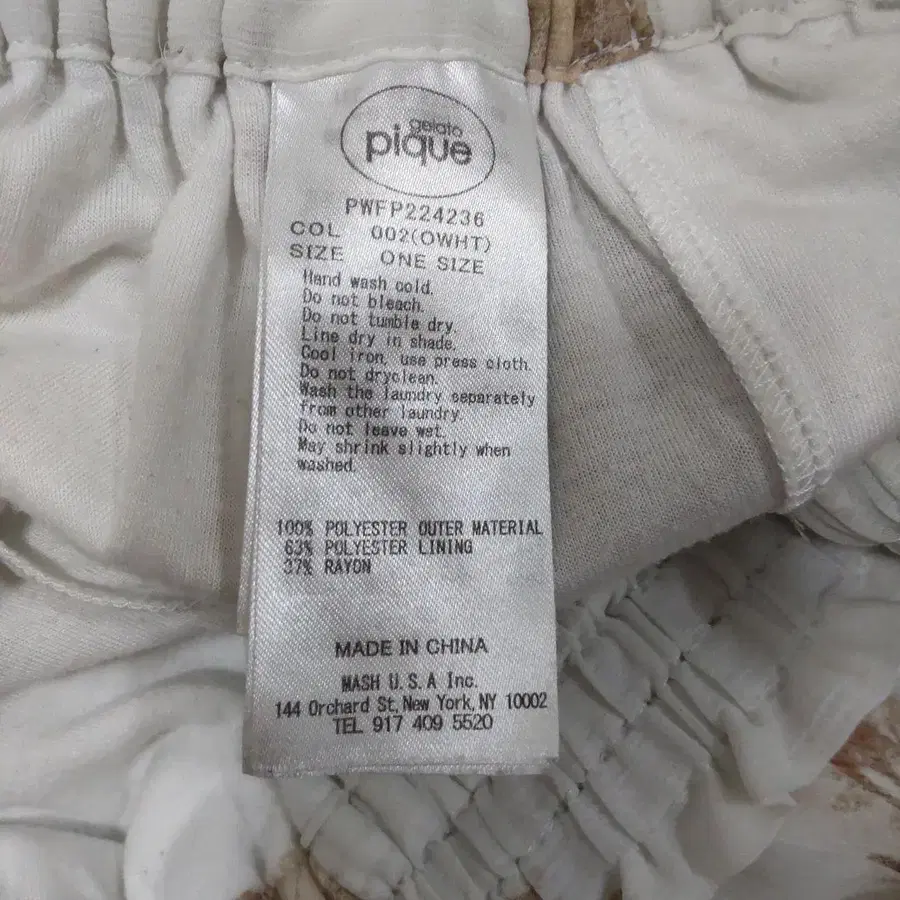 gelato
pique
PWFP224236
COL 002(OWHT)
SIZE ONE SIZE
Hand wash cold.
Do not bleach.
Do not tumble dry.
Line dry in shade.
Cool iron, use press cloth.
Do not dryclean.
Wash the laundry separately
from other laundry.
Do not leave wet.
May shrink slightly when
washed.
100% POLYESTER OUTER MATERIAL
63% POLYESTER LINING
37% RAYON
MADE IN CHINA
MASH U.S.A Inc.
144 Orchard St, New York, NY 10002
TEL 917 409 5520